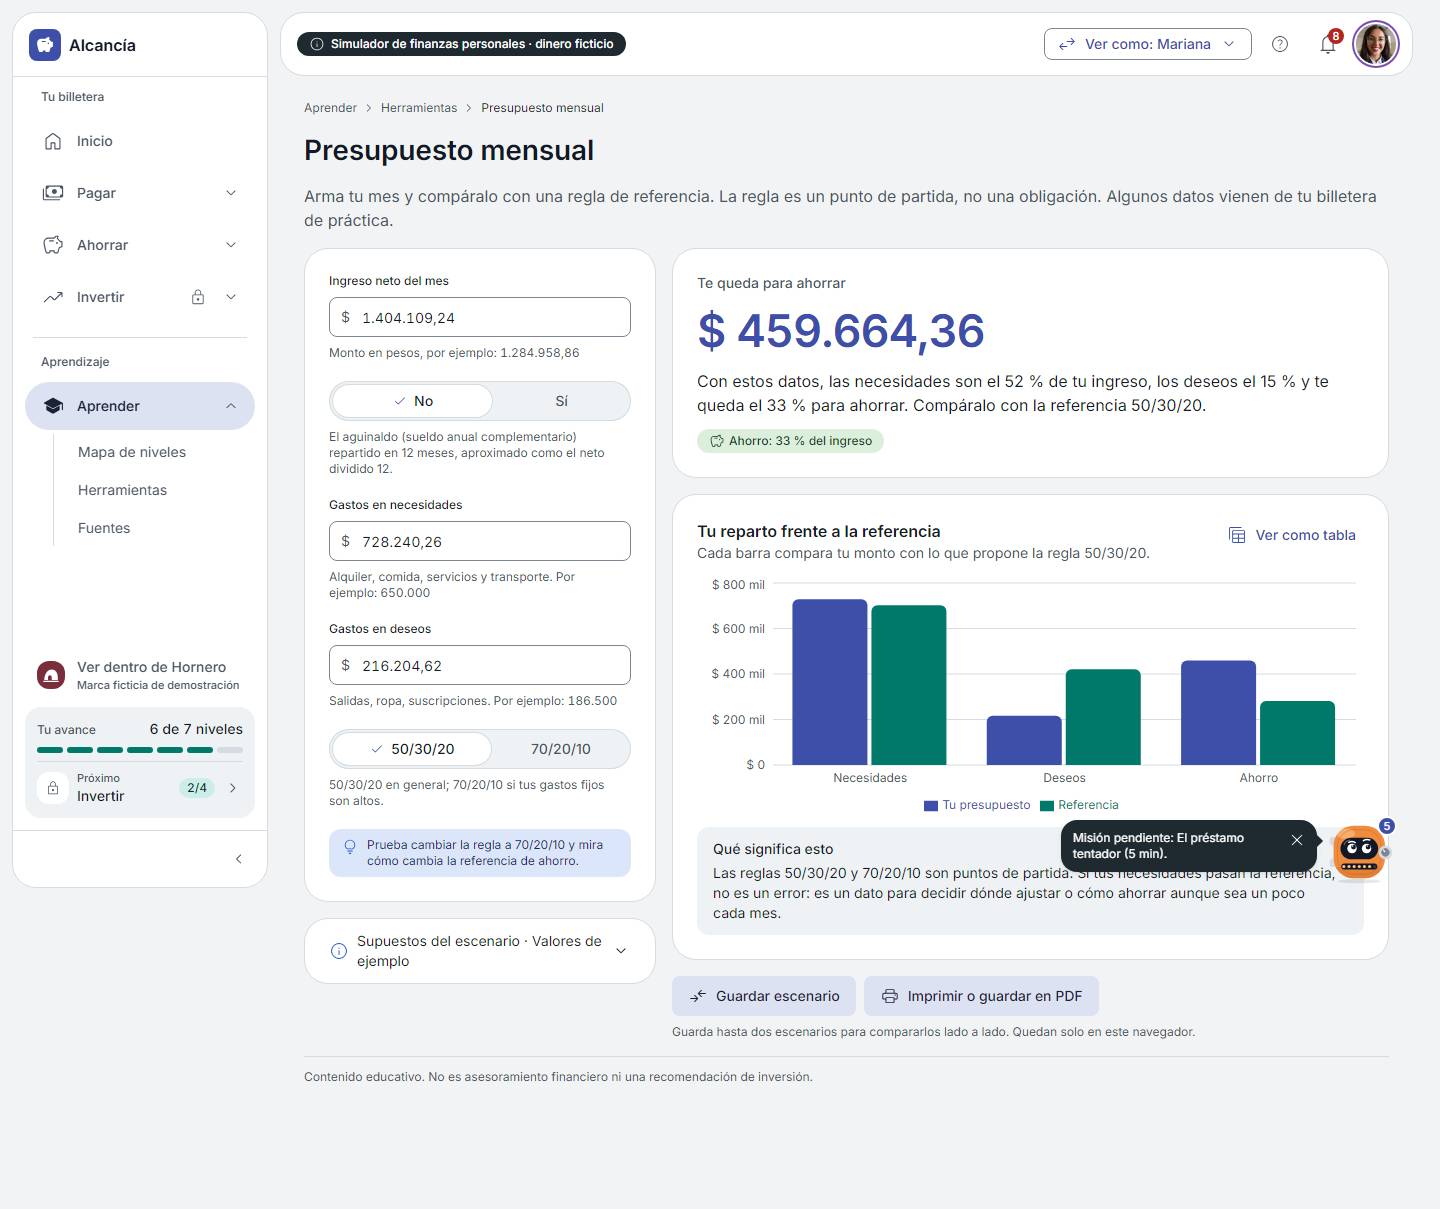 Alcancía
Simulador de finanzas personales · dinero ficticio
Ver como: Mariana
8
Tu billetera
Inicio
Pagar
Ahorrar
Invertir
Aprendizaje
Aprender
Mapa de niveles
Herramientas
Fuentes
Ver dentro de Hornero
Marca ficticia de demostración
Tu avance
6 de 7 niveles
Próximo
Invertir
2/4
Aprender
Herramientas
Presupuesto mensual
Presupuesto mensual
Arma tu mes y compáralo con una regla de referencia. La regla es un punto de partida, no una obligación. Algunos datos vienen de tu billetera
de práctica.
Ingreso neto del mes
$ 1.404.109,24
Monto en pesos, por ejemplo: 1.284.958,86
No
Sí
El aguinaldo (sueldo anual complementario)
repartido en 12 meses, aproximado como el neto
dividido 12.
Gastos en necesidades
$ 728.240,26
Alquiler, comida, servicios y transporte. Por
ejemplo: 650.000
Gastos en deseos
$ 216.204,62
Salidas, ropa, suscripciones. Por ejemplo: 186.500
50/30/20
70/20/10
50/30/20 en general; 70/20/10 si tus gastos fijos
son altos.
Prueba cambiar la regla a 70/20/10 y mira
cómo cambia la referencia de ahorro.
Supuestos del escenario · Valores de
ejemplo
Te queda para ahorrar
$ 459.664,36
Con estos datos, las necesidades son el 52 % de tu ingreso, los deseos el 15 % y te
queda el 33 % para ahorrar. Compáralo con la referencia 50/30/20.
Ahorro: 33 % del ingreso
Tu reparto frente a la referencia
Cada barra compara tu monto con lo que propone la regla 50/30/20.
Ver como tabla
$ 800 mil
$ 600 mil
$ 400 mil
$ 200 mil
$ 0
Necesidades
Deseos
Ahorro
Tu presupuesto
Referencia
Misión pendiente: El préstamo
tentador (5 min).
5
Qué significa esto
Las reglas 50/30/20 y 70/20/10 son puntos de partida. Si tus necesidades pasan la referencia,
no es un error: es un dato para decidir dónde ajustar o cómo ahorrar aunque sea un poco
cada mes.
Guardar escenario
Imprimir o guardar en PDF
Guarda hasta dos escenarios para compararlos lado a lado. Quedan solo en este navegador.
Contenido educativo. No es asesoramiento financiero ni una recomendación de inversión.